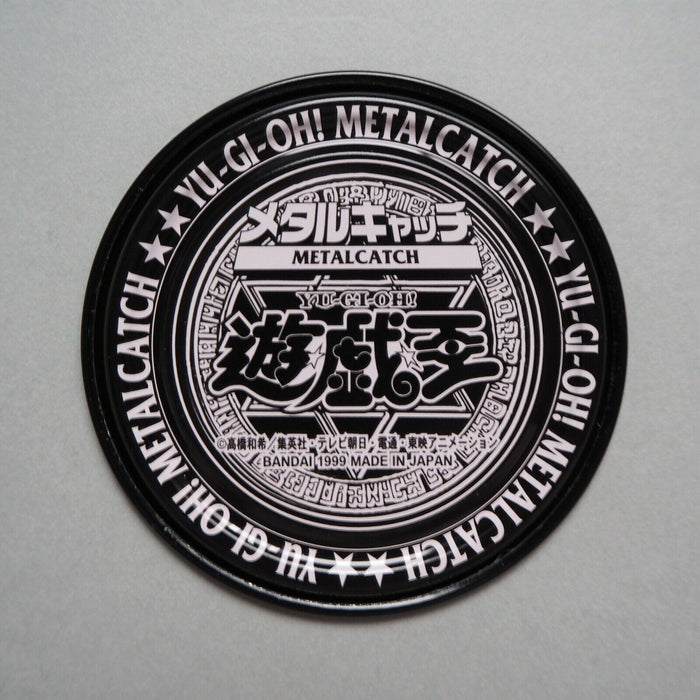 YU-GI-OH! METALCATCH
★★
YU-GI-OH! METALCATCH
★★
YU-GI-OH! METALCATCH
★★
メタルキャッチ
METALCATCH
YU-GI-OH!
遊☆戯☆王
©高橋和希／集英社・テレビ朝日・電通・東映アニメーション
BANDAI 1999 MADE IN JAPAN